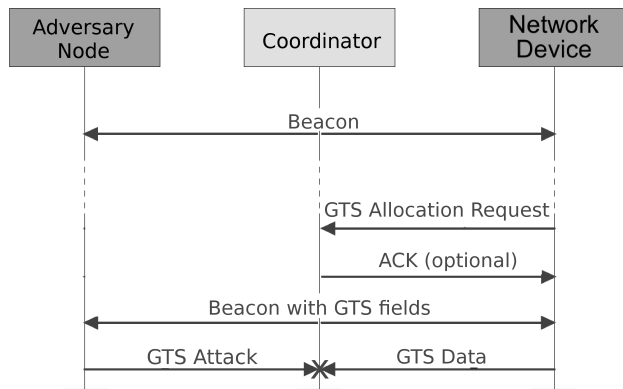 Adversary
Node
Coordinator
Network
Device
Beacon
GTS Allocation Request
ACK (optional)
Beacon with GTS fields
GTS Attack
GTS Data